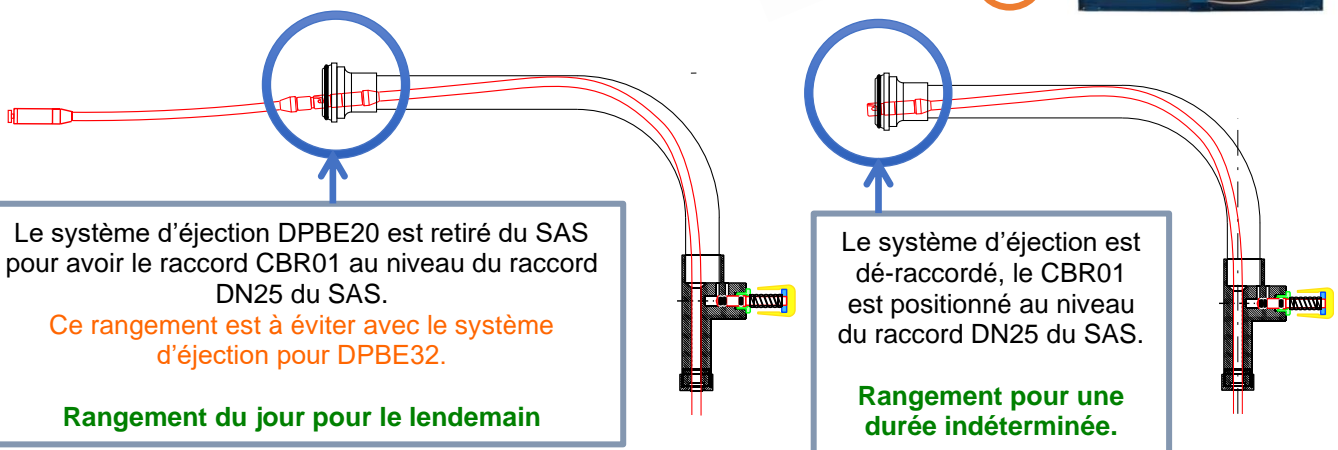 Le système d'éjection DPBE20 est retiré du SAS
pour avoir le raccord CBR01 au niveau du raccord
DN25 du SAS.
Ce rangement est à éviter avec le système
d'éjection pour DPBE32.
Rangement du jour pour le lendemain
Le système d'éjection est
dé-raccordé, le CBR01
est positionné au niveau
du raccord DN25 du SAS.
Rangement pour une
durée indéterminée.